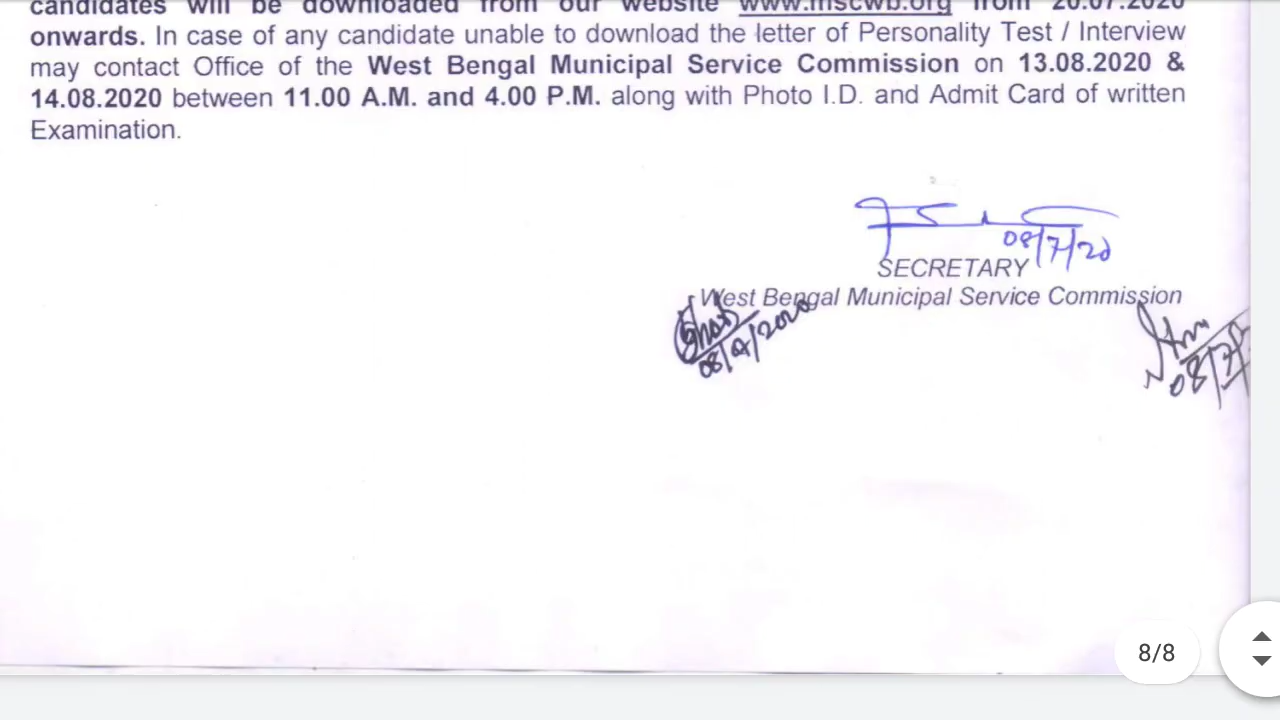 candidates will be downloaded from our website www.mscwb.org from 20.07.2020
onwards. In case of any candidate unable to download the letter of Personality Test / Interview
may contact Office of the West Bengal Municipal Service Commission on 13.08.2020 &
14.08.2020 between 11.00 A.M. and 4.00 P.M. along with Photo I.D. and Admit Card of written
Examination.
08/7/20
SECRETARY
West Bengal Municipal Service Commission
8/8